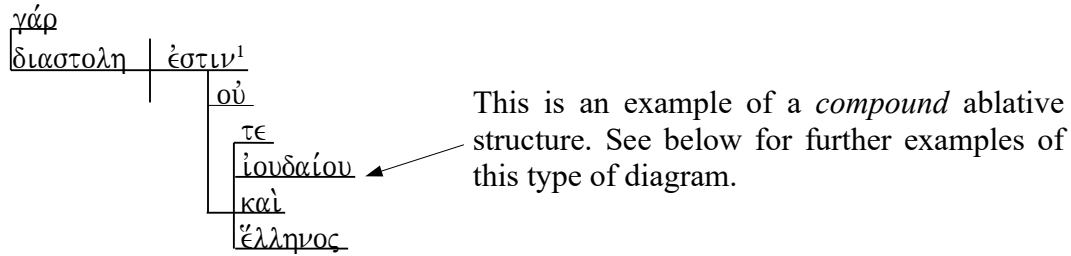 γάρ
διαστολη ἐστιν¹
οὐ
τε
ἰουδαίου
καὶ
ἕλληνος
This is an example of a compound ablative
structure. See below for further examples of
this type of diagram.